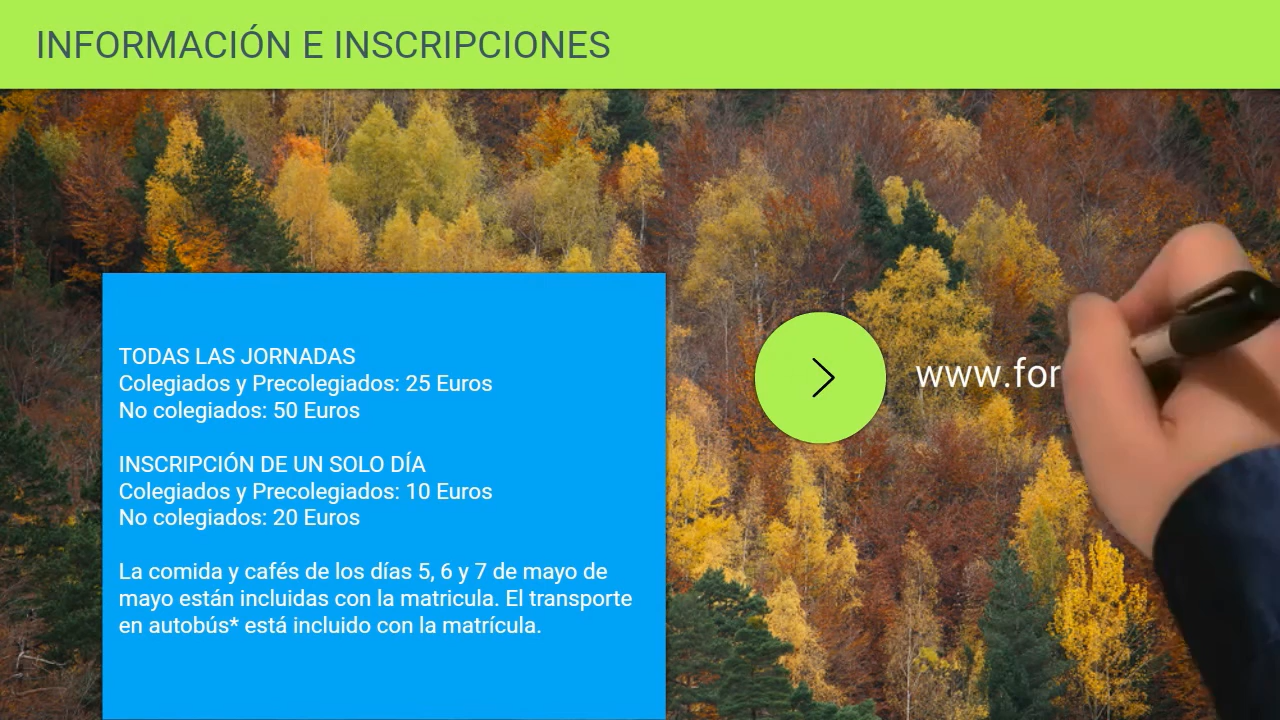 INFORMACIÓN E INSCRIPCIONES
TODAS LAS JORNADAS
Colegiados y Precolegiados: 25 Euros
No colegiados: 50 Euros
INSCRIPCIÓN DE UN SOLO DÍA
Colegiados y Precolegiados: 10 Euros
No colegiados: 20 Euros
La comida y cafés de los días 5, 6 y 7 de mayo de
mayo están incluidas con la matricula. El transporte
en autobús* está incluido con la matrícula.
www.for